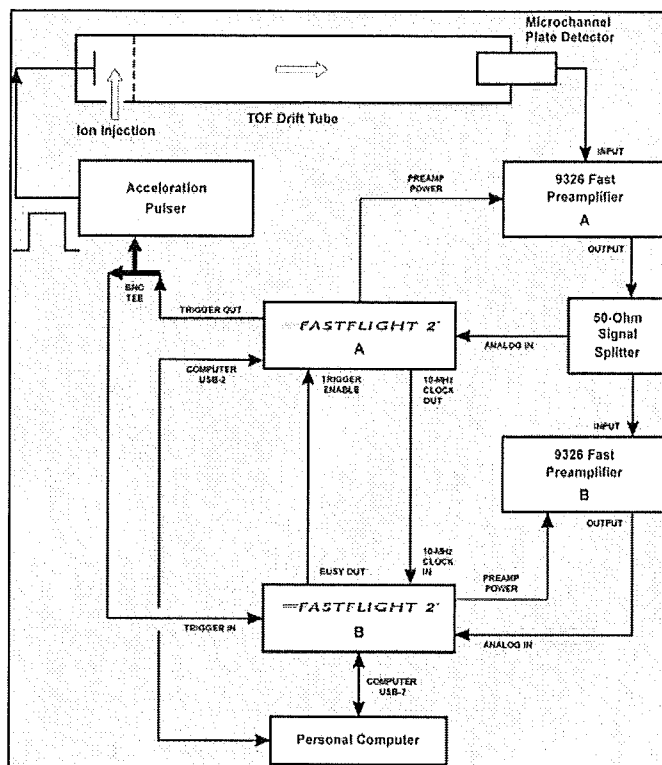 Microchannel
Plate Detector
TOF Drift Tube
Ion Injection
INPUT
Acceleration
Pulser
PREAMP
POWER
9326 Fast
Preamplifier
A
OUTPUT
BNC
TEE
TRIGGER OUT
FASTFLIGHT 2
A
ANALOG IN
50-Ohm
Signal
Splitter
COMPUTER
USB-2
TRIGGER
ENABLE
10-MHz
CLOCK
OUT
INPUT
9326 Fast
Preamplifier
B
OUTPUT
BUSY OUT
10-MHz
CLOCK
IN
PREAMP
POWER
FASTFLIGHT 2
B
TRIGGER IN
ANALOG IN
COMPUTER
USB-2
Personal Computer